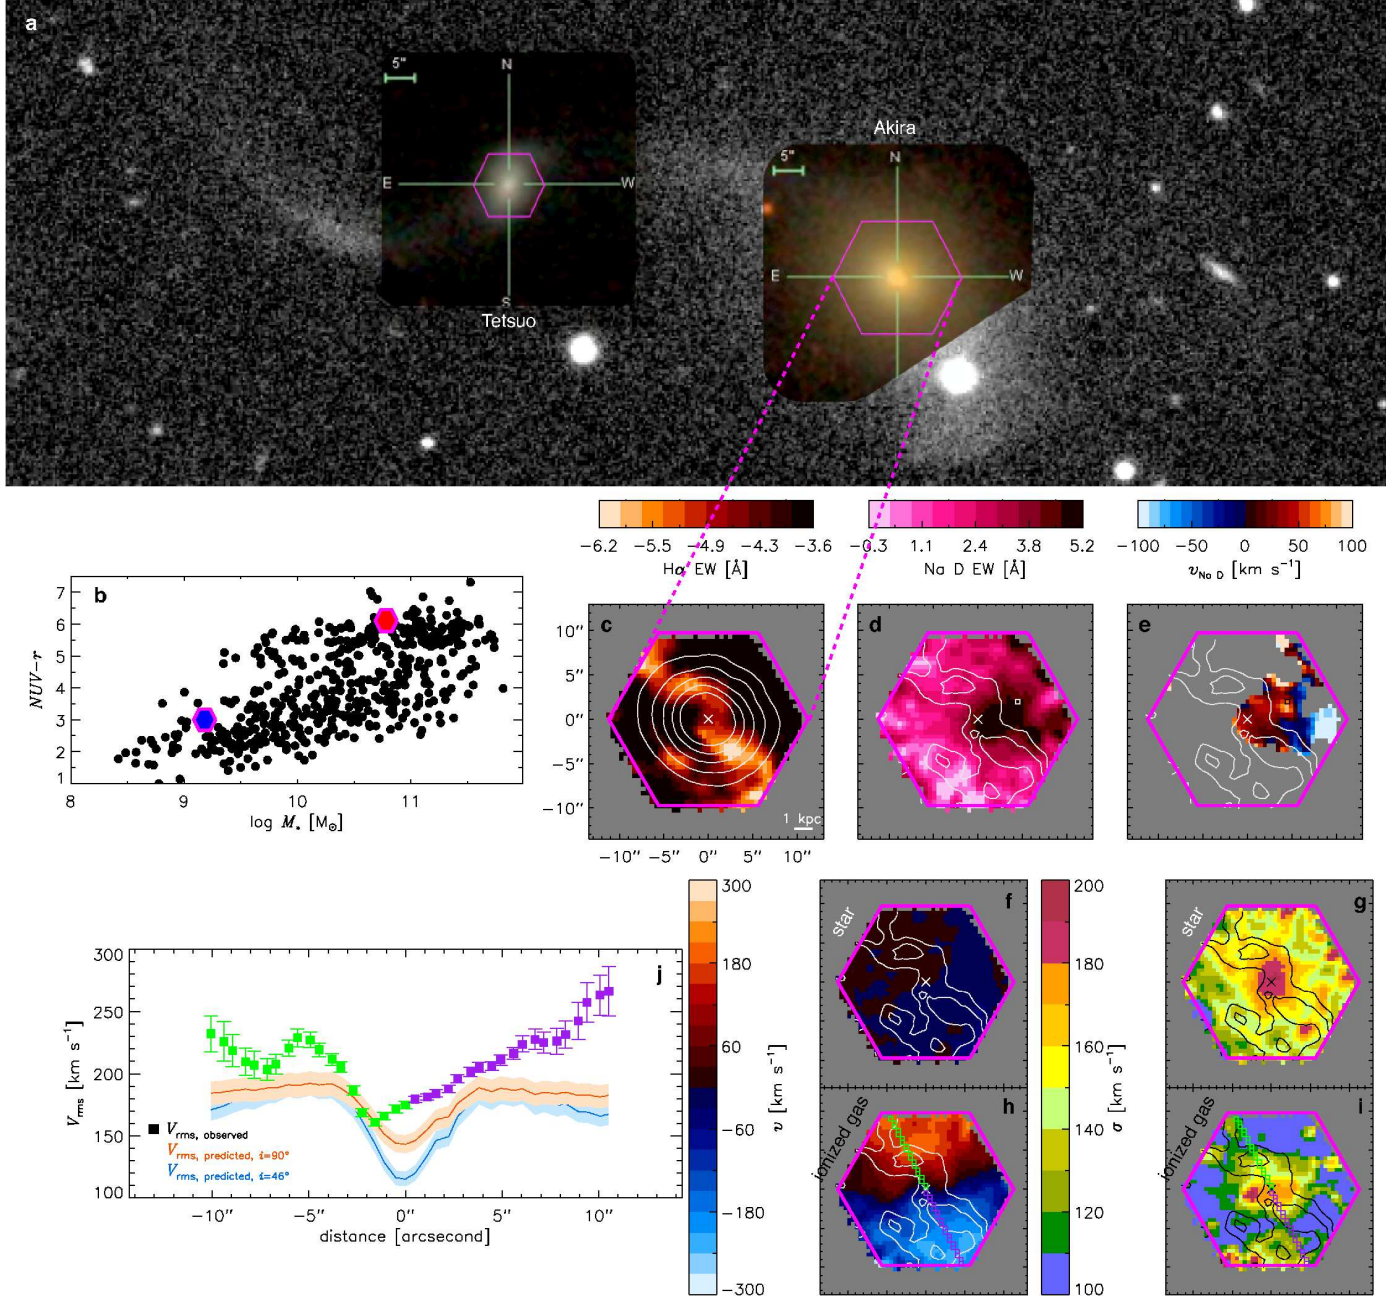 a
5"
N
E
W
S
Tetsuo
Akira
5"
N
E
W
−6.2 −5.5 −4.9 −4.3 −3.6
Hα EW [Å]
−0.3 1.1 2.4 3.8 5.2
Na D EW [Å]
−100 −50 0 50 100
v Na D [km s−1]
b
7
6
5
4
3
2
1
NUV−r
8 9 10 11
log M* [M⊙]
c
10″
5″
0″
−5″
−10″
1 kpc
−10″ −5″ 0″ 5″ 10″
d
e
j
300
250
200
150
100
Vrms [km s−1]
Vrms, observed
Vrms, predicted, i=90°
Vrms, predicted, i=46°
−10″ −5″ 0″ 5″ 10″
distance [arcsecond]
300
180
60
−60
−180
−300
v [km s−1]
star
f
ionized gas
h
200
180
160
140
120
100
σ [km s−1]
star
g
ionized gas
i